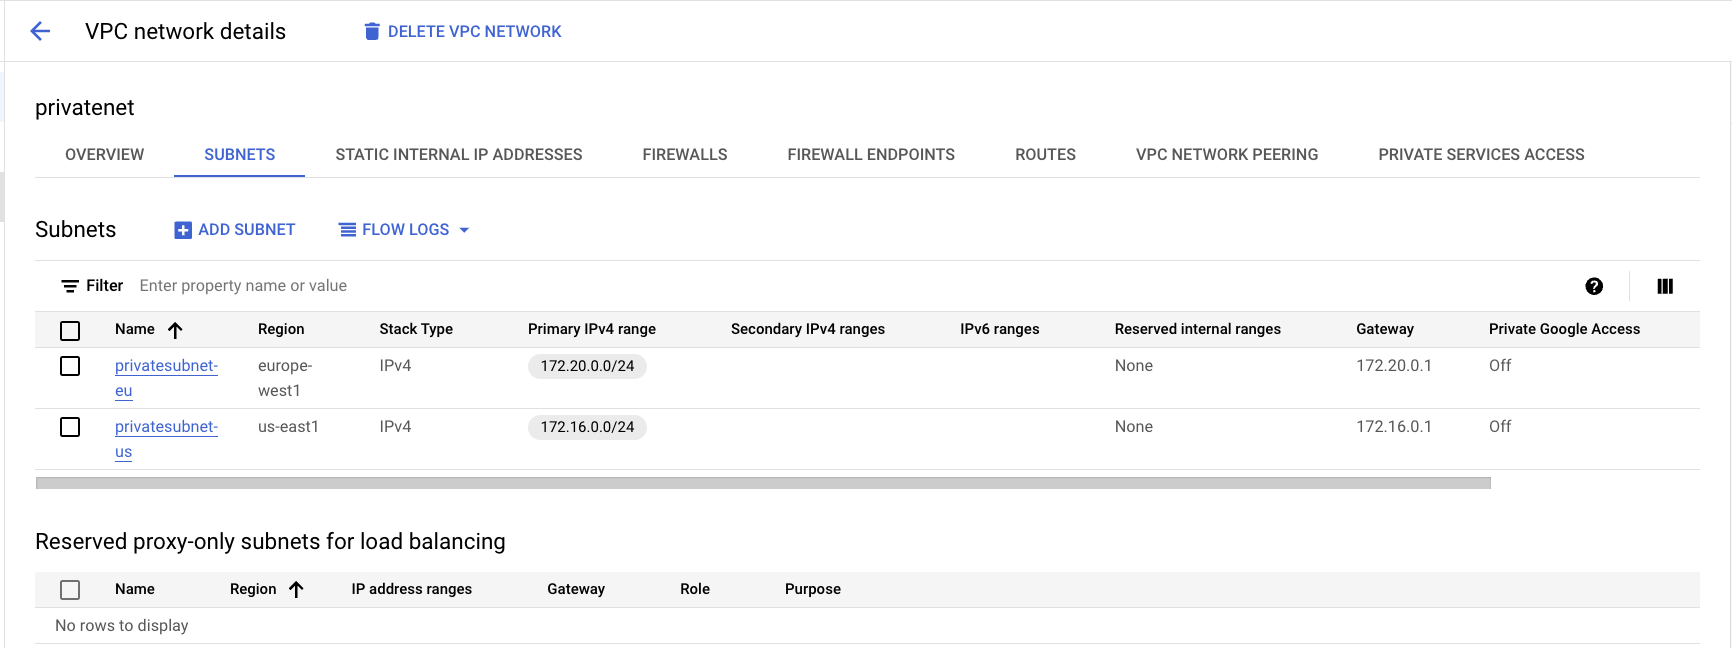 VPC network details
DELETE VPC NETWORK
privatenet
OVERVIEW SUBNETS STATIC INTERNAL IP ADDRESSES FIREWALLS FIREWALL ENDPOINTS ROUTES VPC NETWORK PEERING PRIVATE SERVICES ACCESS
Subnets ADD SUBNET FLOW LOGS
Filter Enter property name or value
Name Region Stack Type Primary IPv4 range Secondary IPv4 ranges IPv6 ranges Reserved internal ranges Gateway Private Google Access
privatesubnet- europe- IPv4 172.20.0.0/24 None 172.20.0.1 Off
eu west1
privatesubnet- us-east1 IPv4 172.16.0.0/24 None 172.16.0.1 Off
us
Reserved proxy-only subnets for load balancing
Name Region IP address ranges Gateway Role Purpose
No rows to display